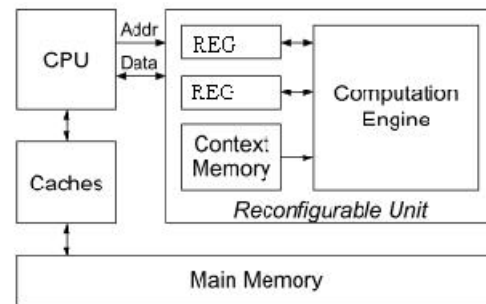 CPU
Addr
Data
REG
REG
Context
Memory
Computation
Engine
Caches
Reconfigurable Unit
Main Memory